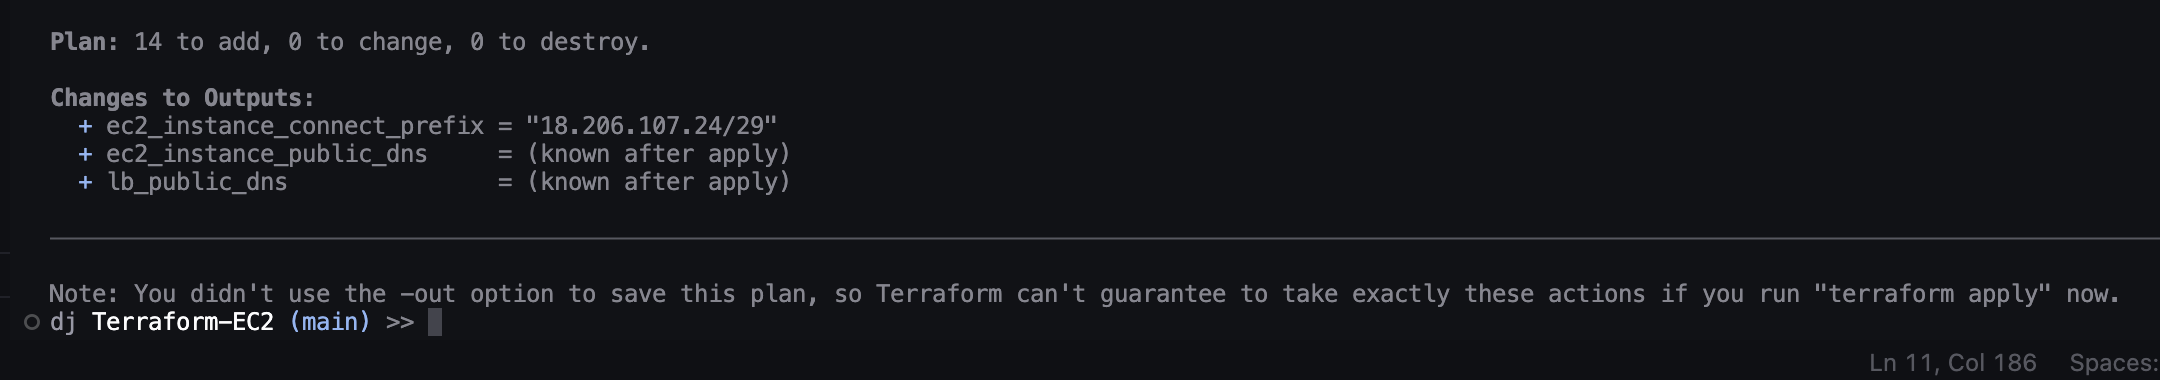 Plan: 14 to add, 0 to change, 0 to destroy.
Changes to Outputs:
+ ec2_instance_connect_prefix = "18.206.107.24/29"
+ ec2_instance_public_dns     = (known after apply)
+ lb_public_dns               = (known after apply)
Note: You didn't use the -out option to save this plan, so Terraform can't guarantee to take exactly these actions if you run "terraform apply" now.
dj Terraform-EC2 (main) >>
Ln 11, Col 186 Spaces: